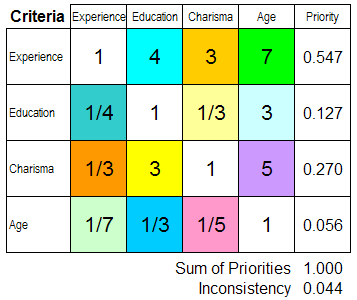 Criteria Experience Education Charisma Age Priority
Experience 1 4 3 7 0.547
Education 1/4 1 1/3 3 0.127
Charisma 1/3 3 1 5 0.270
Age 1/7 1/3 1/5 1 0.056
Sum of Priorities 1.000
Inconsistency 0.044